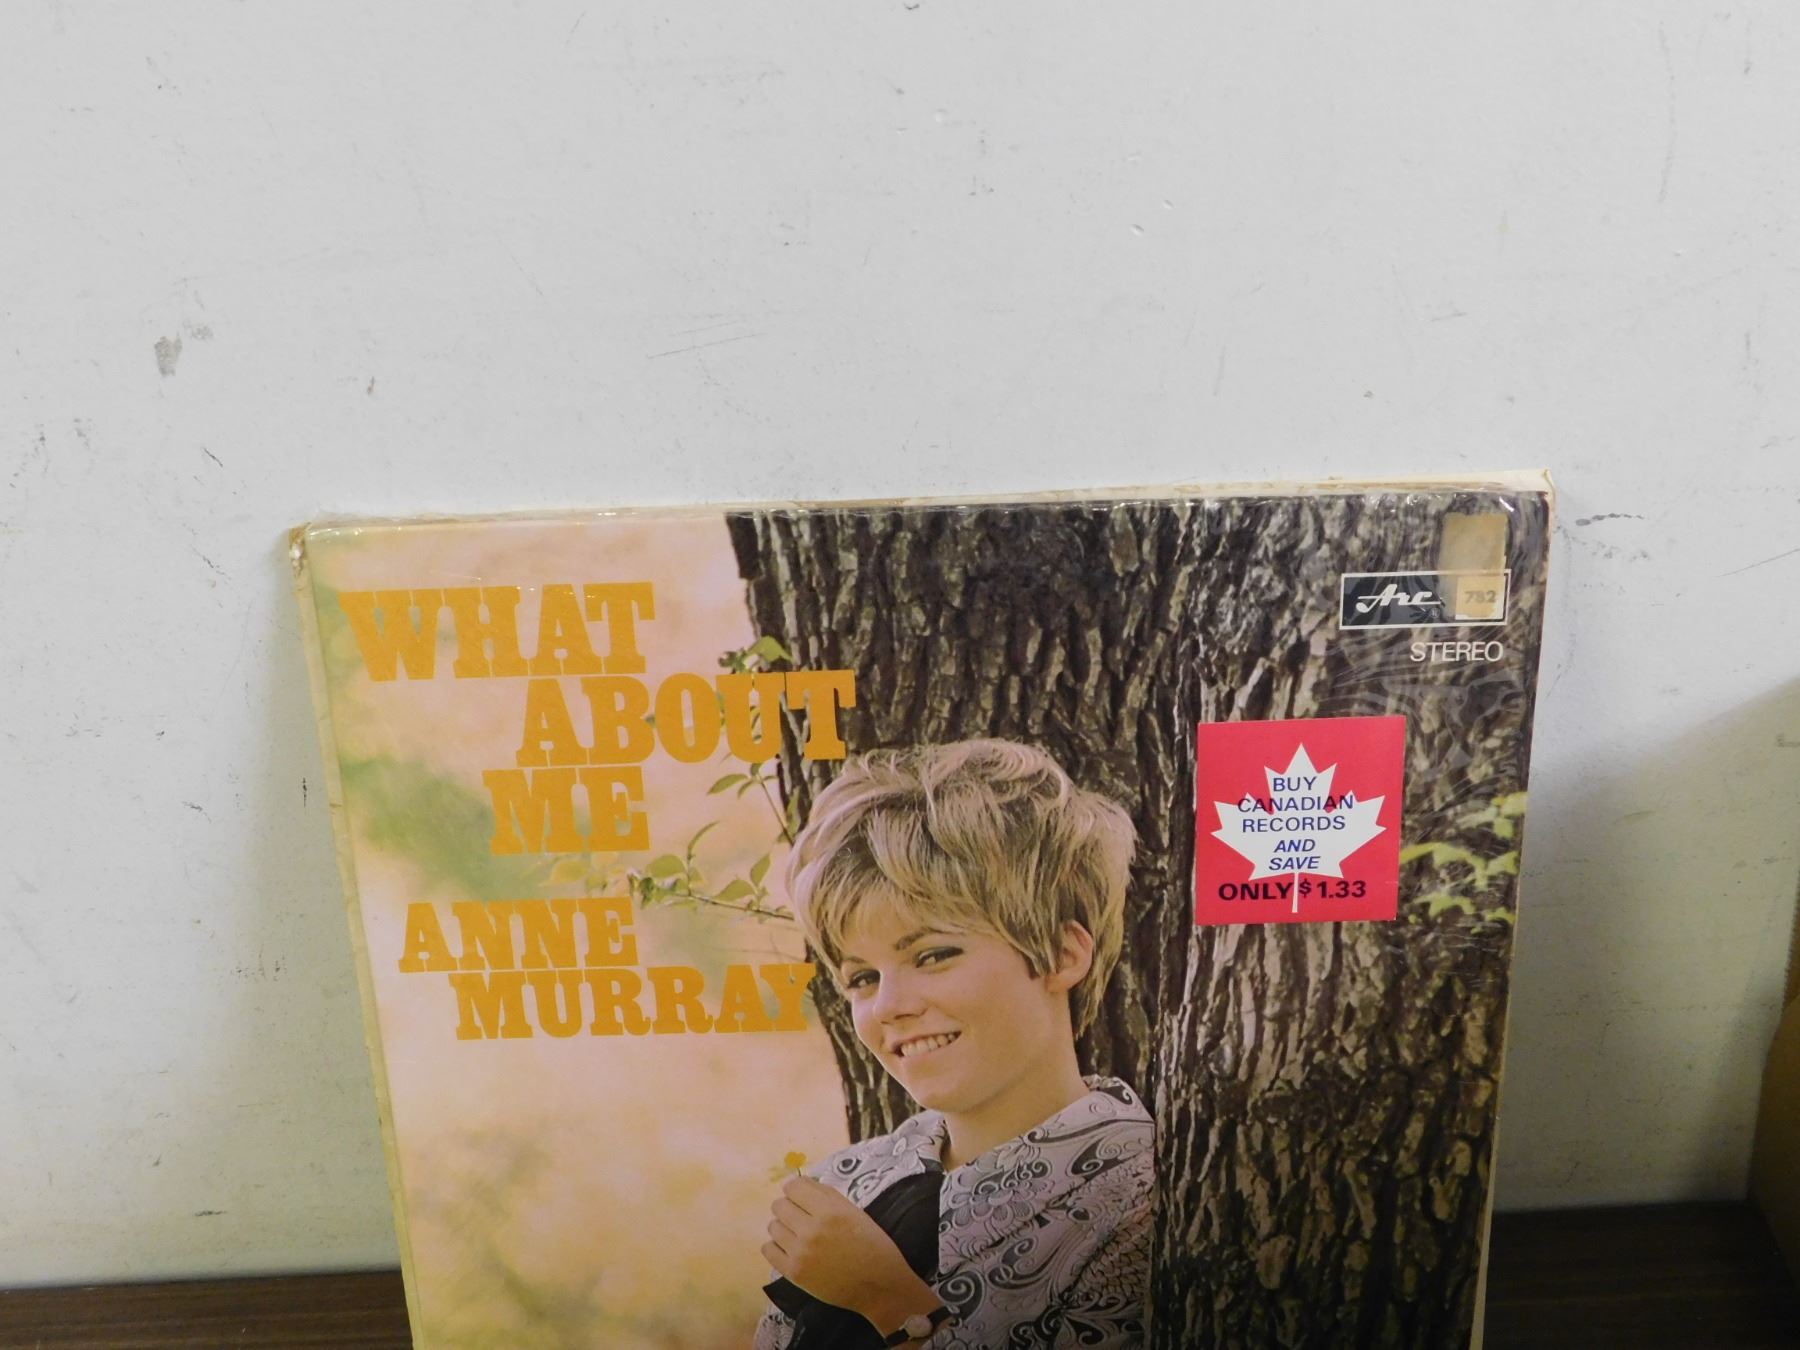 WHAT
ABOUT
ME
ANNE
MURRAY
Arc 782
STEREO
BUY
CANADIAN
RECORDS
AND
SAVE
ONLY $1.33